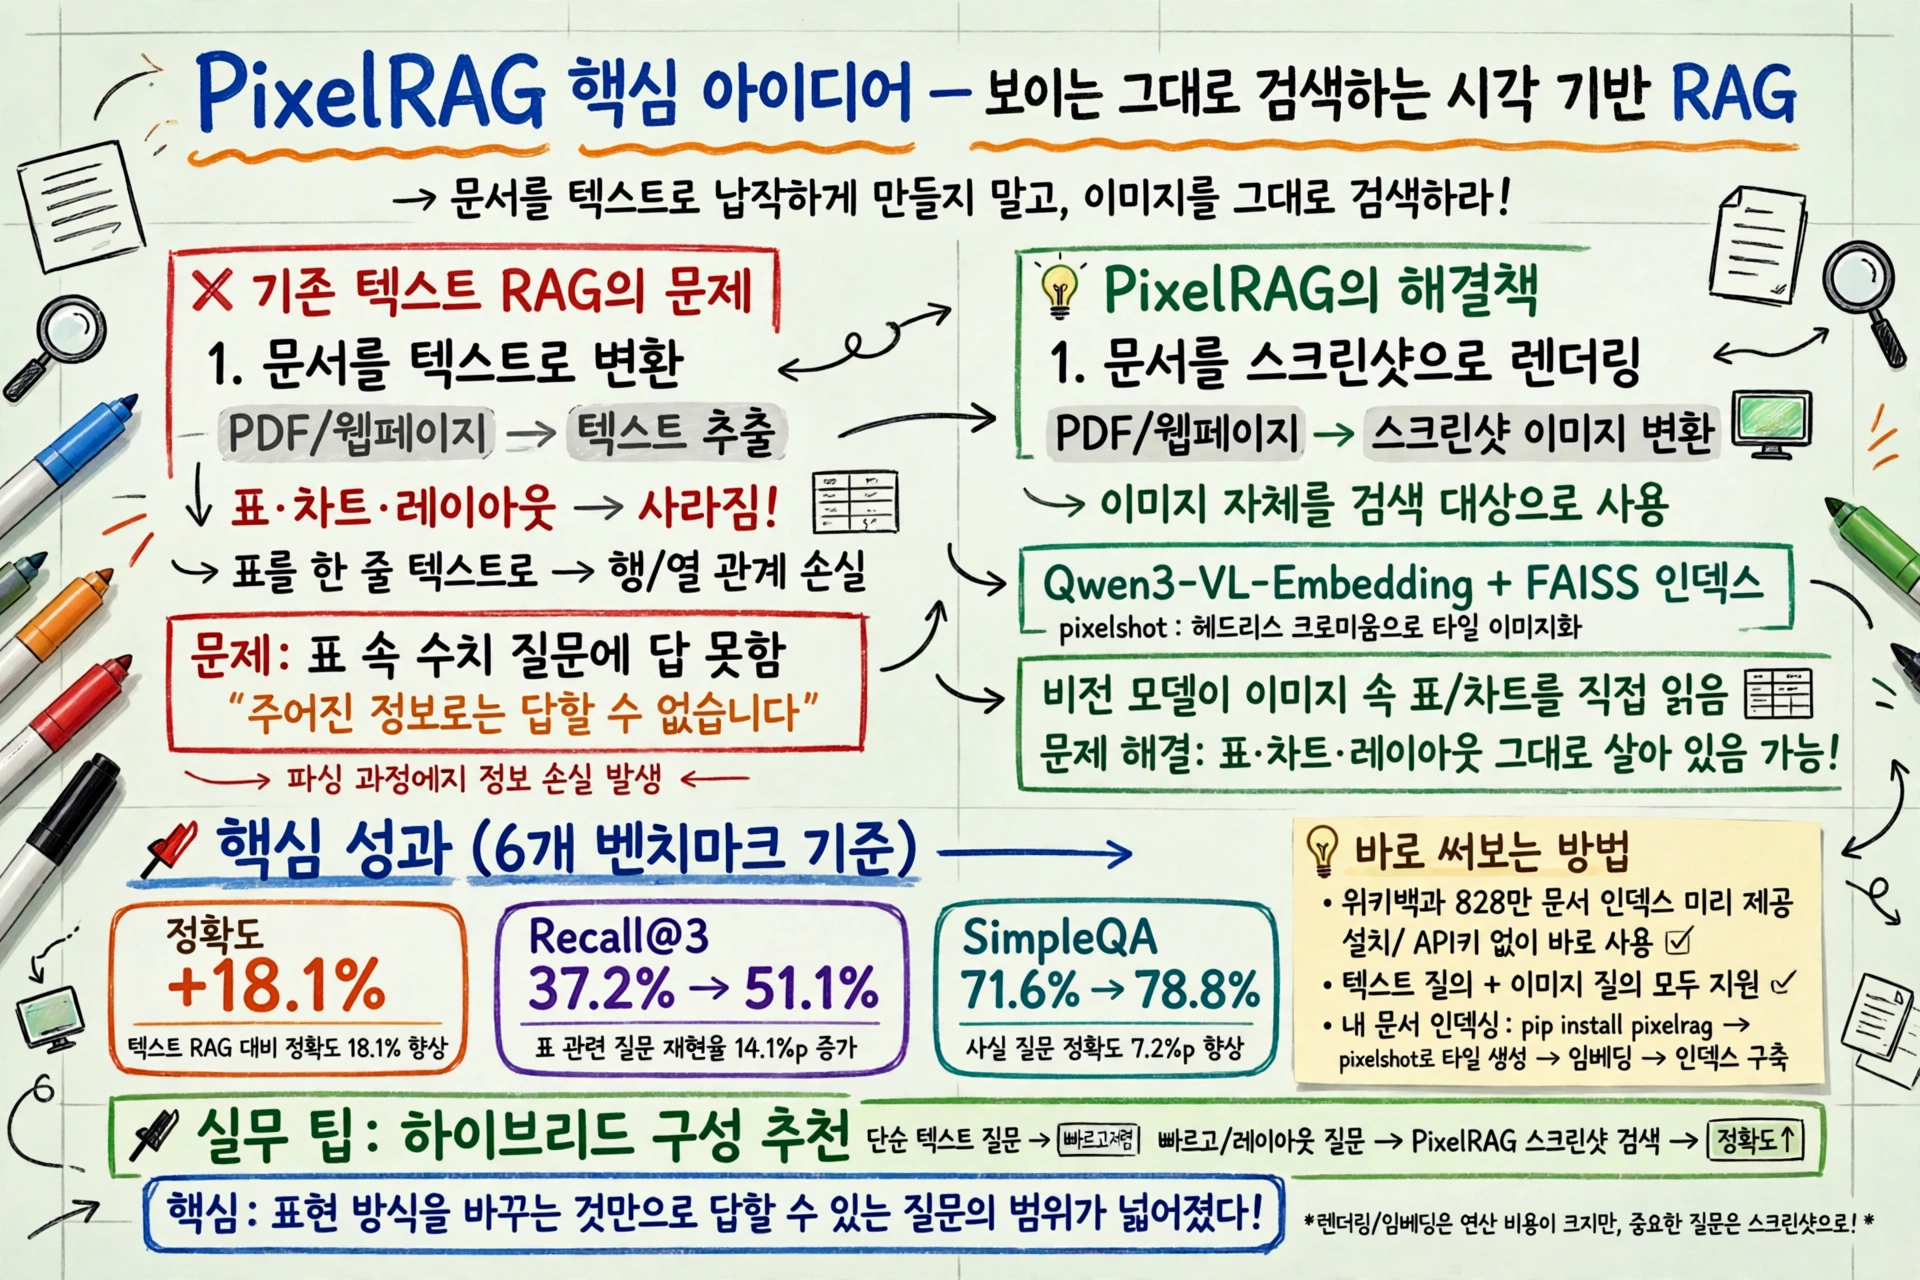 PixelRAG 핵심 아이디어 – 보이는 그대로 검색하는 시각 기반 RAG
→ 문서를 텍스트로 납작하게 만들지 말고, 이미지를 그대로 검색하라!
✕ 기존 텍스트 RAG의 문제
1. 문서를 텍스트로 변환
PDF/웹페이지 → 텍스트 추출
표·차트·레이아웃 → 사라짐!
표를 한 줄 텍스트로 → 행/열 관계 손실
문제: 표 속 수치 질문에 답 못함
“주어진 정보로는 답할 수 없습니다”
파싱 과정에지 정보 손실 발생
PixelRAG의 해결책
1. 문서를 스크린샷으로 렌더링
PDF/웹페이지 → 스크린샷 이미지 변환
이미지 자체를 검색 대상으로 사용
Qwen3-VL-Embedding + FAISS 인덱스
pixelshot : 헤드리스 크로미움으로 타일 이미지화
비전 모델이 이미지 속 표/차트를 직접 읽음
문제 해결: 표·차트·레이아웃 그대로 살아 있음 가능!
핵심 성과 (6개 벤치마크 기준)
정확도
+18.1%
텍스트 RAG 대비 정확도 18.1% 향상
Recall@3
37.2% → 51.1%
표 관련 질문 재현율 14.1%p 증가
SimpleQA
71.6% → 78.8%
사실 질문 정확도 7.2%p 향상
바로 써보는 방법
• 위키백과 828만 문서 인덱스 미리 제공
설치/ API키 없이 바로 사용 ☑
• 텍스트 질의 + 이미지 질의 모두 지원 ✓
• 내 문서 인덱싱 : pip install pixelrag →
pixelshot로 타일 생성 → 임베딩 → 인덱스 구축
실무 팁 : 하이브리드 구성 추천 단순 텍스트 질문 → 빠르고저렴 빠르고/레이아웃 질문 → PixelRAG 스크린샷 검색 → 정확도↑
핵심 : 표현 방식을 바꾸는 것만으로 답할 수 있는 질문의 범위가 넓어졌다!
*렌더링/임베딩은 연산 비용이 크지만, 중요한 질문은 스크린샷으로! *